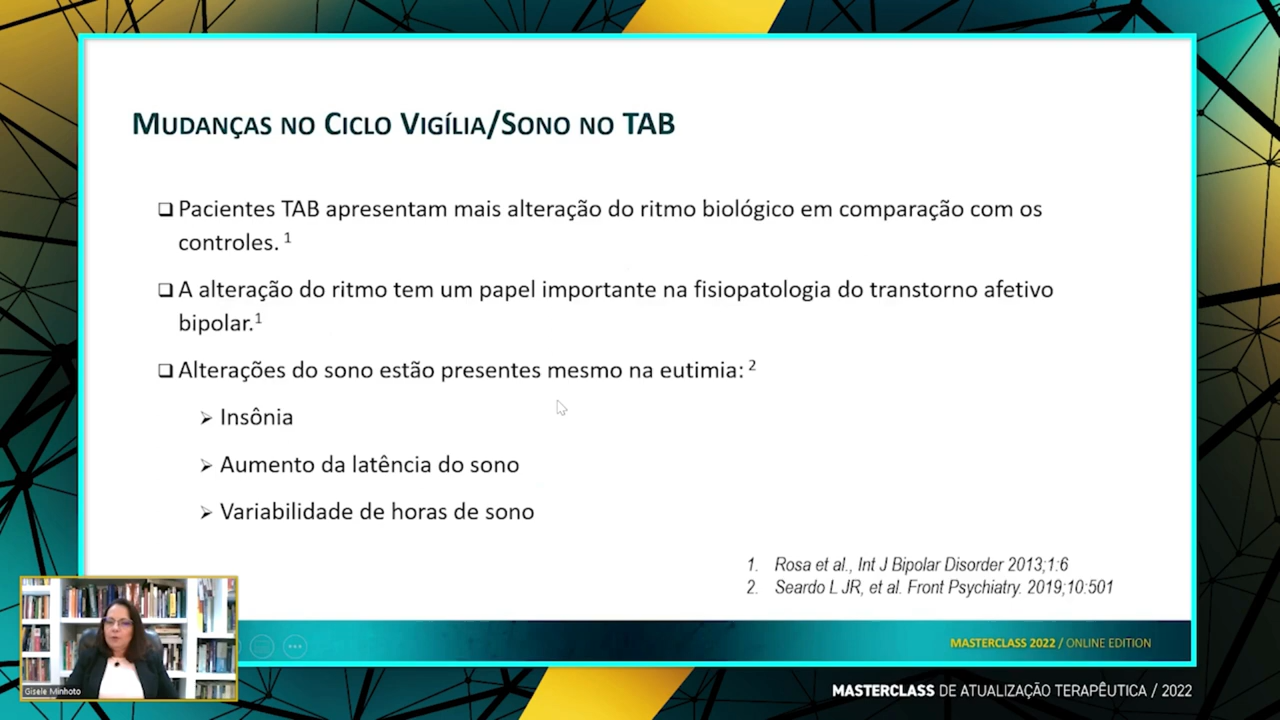 MUDANÇAS NO CICLO VIGÍLIA/SONO NO TAB
❑ Pacientes TAB apresentam mais alteração do ritmo biológico em comparação com os
controles. 1
❑ A alteração do ritmo tem um papel importante na fisiopatologia do transtorno afetivo
bipolar.1
❑ Alterações do sono estão presentes mesmo na eutimia: 2
➢ Insônia
➢ Aumento da latência do sono
➢ Variabilidade de horas de sono
1. Rosa et al., Int J Bipolar Disorder 2013;1:6
2. Seardo L JR, et al. Front Psychiatry. 2019;10:501
MASTERCLASS 2022 / ONLINE EDITION
Gisele Minhoto
MASTERCLASS DE ATUALIZAÇÃO TERAPÊUTICA / 2022